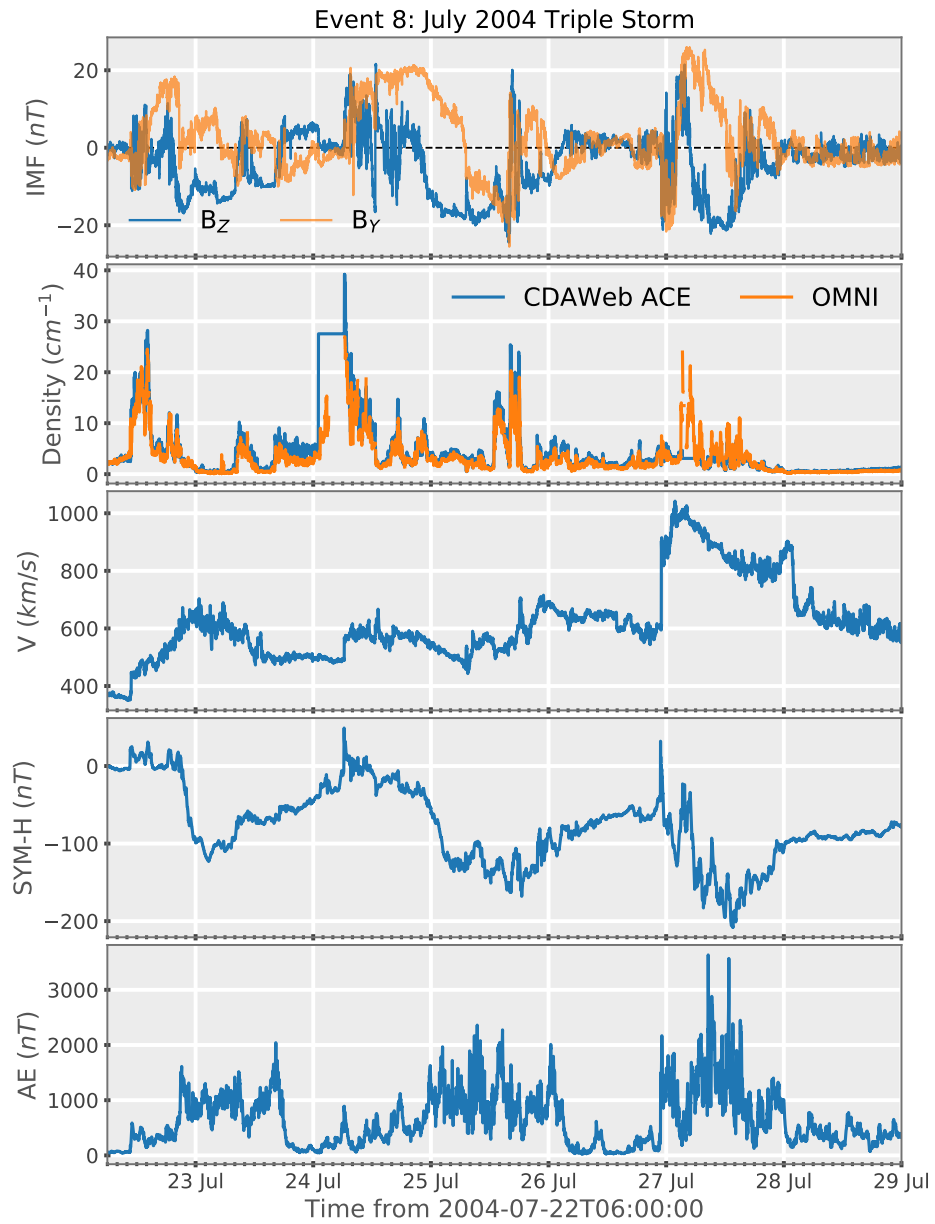 Event 8: July 2004 Triple Storm
IMF (nT)
20
0
−20
B_Z B_Y
Density (cm⁻¹)
40
30
20
10
0
CDAWeb ACE OMNI
V (km/s)
1000
800
600
400
SYM-H (nT)
0
−100
−200
AE (nT)
3000
2000
1000
0
23 Jul 24 Jul 25 Jul 26 Jul 27 Jul 28 Jul 29 Jul
Time from 2004-07-22T06:00:00